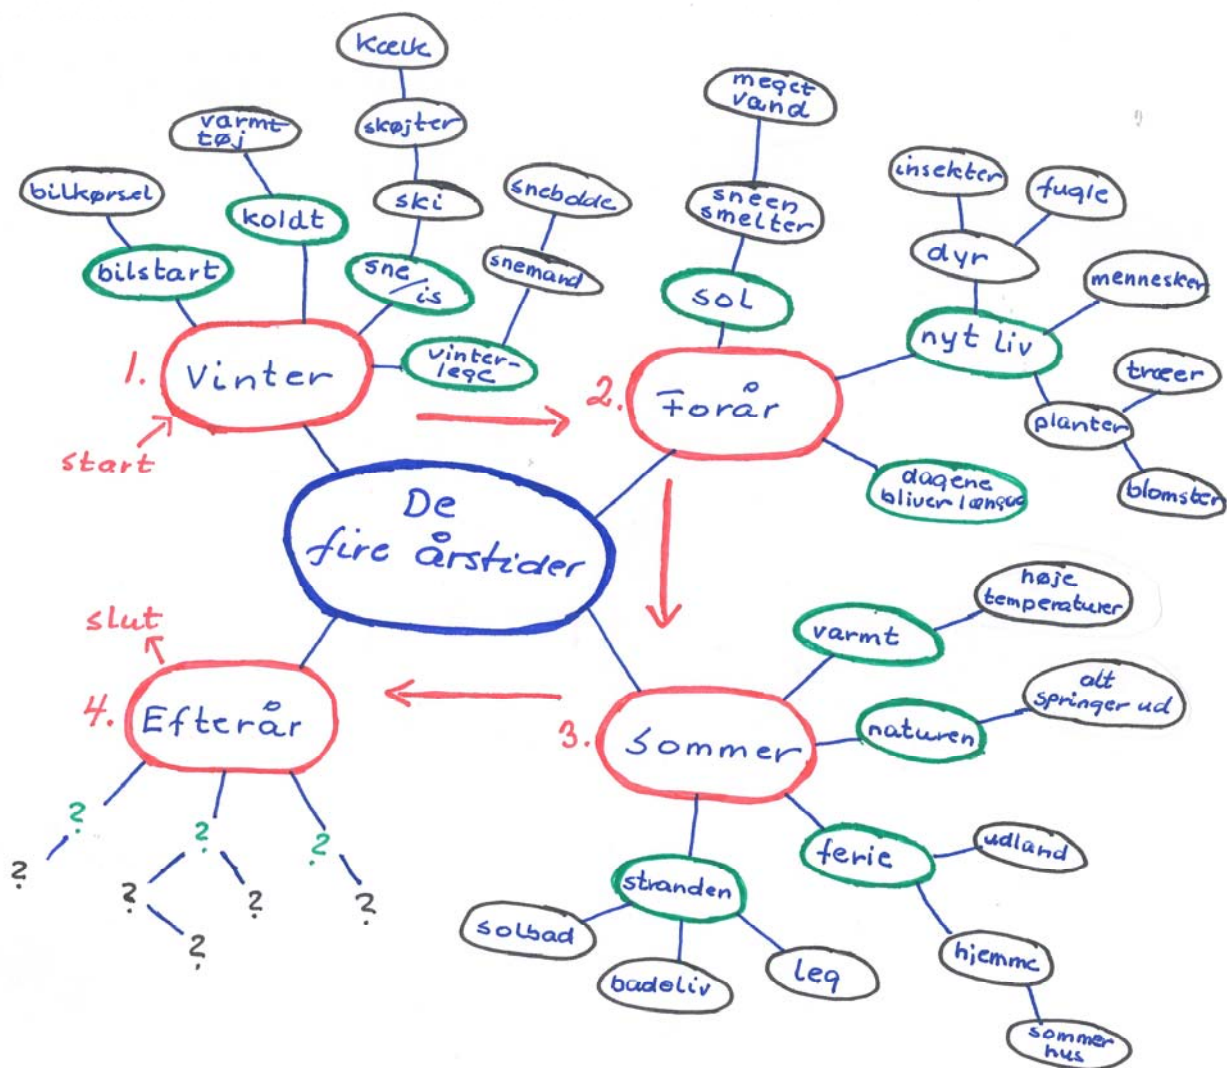 kælk
skøjter
ski
sne/is
varmt
tøj
koldt
bilkørsel
bilstart
snebolde
snemand
vinter-
lege
1. Vinter
start
meget
vand
sneen
smelter
sol
2. Forår
insekter
fugle
dyr
mennesker
nyt liv
træer
planter
blomster
dagene
bliver længere
De
fire årstider
3. Sommer
varmt
høje
temperaturer
naturen
alt
springer ud
ferie
udland
hjemme
sommer
hus
stranden
solbad
badeliv
leg
slut
4. Efterår
? ? ?
? ? ? ?
?